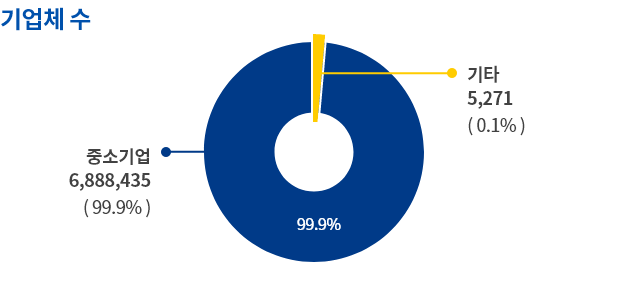 기업체 수
기타
5,271
( 0.1% )
중소기업
6,888,435
( 99.9% )
99.9%